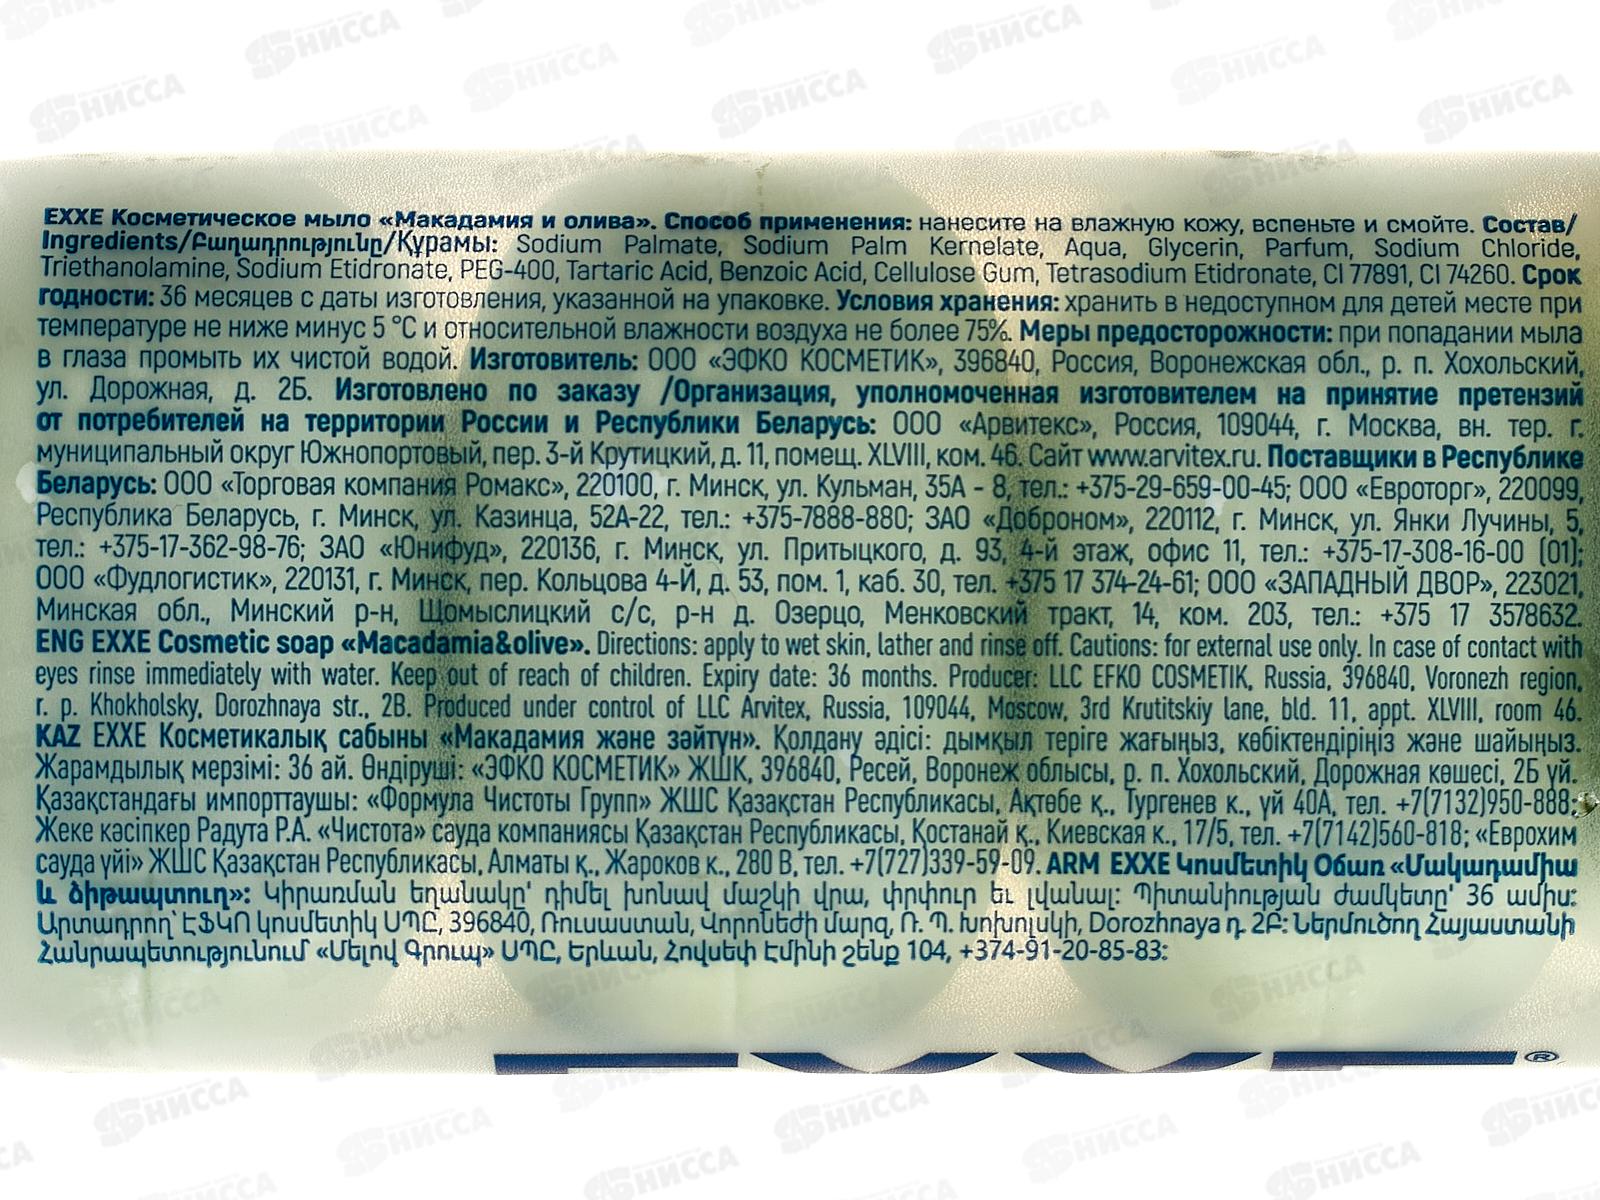 EXXE Косметическое мыло «Макадамия и олива». Способ применения: нанесите на влажную кожу, вспеньте и смойте. Состав/
Ingredients/Բաղադրությունը/Құрамы: Sodium Palmate, Sodium Palm Kernelate, Aqua, Glycerin, Parfum, Sodium Chloride,
Triethanolamine, Sodium Etidronate, PEG-400, Tartaric Acid, Benzoic Acid, Cellulose Gum, Tetrasodium Etidronate, CI 77891, CI 74260. Срок
годности: 36 месяцев с даты изготовления, указанной на упаковке. Условия хранения: хранить в недоступном для детей месте при
температуре не ниже минус 5 °C и относительной влажности воздуха не более 75%. Меры предосторожности: при попадании мыла
в глаза промыть их чистой водой. Изготовитель: ООО «ЭФКО КОСМЕТИК», 396840, Россия, Воронежская обл., р. п. Хохольский,
ул. Дорожная, д. 2Б. Изготовлено по заказу /Организация, уполномоченная изготовителем на принятие претензий
от потребителей на территории России и Республики Беларусь: ООО «Арвитекс», Россия, 109044, г. Москва, вн. тер. г.
муниципальный округ Южнопортовый, пер. 3-й Крутицкий, д. 11, помещ. XLVIII, ком. 46. Сайт www.arvitex.ru. Поставщики в Республике
Беларусь: ООО «Торговая компания Ромакс», 220100, г. Минск, ул. Кульман, 35А - 8, тел.: +375-29-659-00-45; ООО «Евроторг», 220099,
Республика Беларусь, г. Минск, ул. Казинца, 52А-22, тел.: +375-7888-880; ЗАО «Доброном», 220112, г. Минск, ул. Янки Лучины, 5,
тел.: +375-17-362-98-76; ЗАО «Юнифуд», 220136, г. Минск, ул. Притыцкого, д. 93, 4-й этаж, офис 11, тел.: +375-17-308-16-00 (01);
ООО «Фудлогистик», 220131, г. Минск, пер. Кольцова 4-Й, д. 53, пом. 1, каб. 30, тел. +375 17 374-24-61; ООО «ЗАПАДНЫЙ ДВОР», 223021,
Минская обл., Минский р-н, Щомыслицкий с/с, р-н д. Озерцо, Менковский тракт, 14, ком. 203, тел.: +375 17 3578632.
ENG EXXE Cosmetic soap «Macadamia&olive». Directions: apply to wet skin, lather and rinse off. Cautions: for external use only. In case of contact with
eyes rinse immediately with water. Keep out of reach of children. Expiry date: 36 months. Producer: LLC EFKO COSMETIK, Russia, 396840, Voronezh region,
r. p. Khokholsky, Dorozhnaya str., 2B. Produced under control of LLC Arvitex, Russia, 109044, Moscow, 3rd Krutitskiy lane, bld. 11, appt. XLVIII, room 46.
KAZ EXXE Косметикалық сабыны «Макадамия және зәйтүн». Қолдану әдісі: дымқыл теріге жағыңыз, көбіктендіріңіз және шайыңыз.
Жарамдылық мерзімі: 36 ай. Өндіруші: «ЭФКО КОСМЕТИК» ЖШК, 396840, Ресей, Воронеж облысы, р. п. Хохольский, Дорожная көшесі, 2Б үй.
Қазақстандағы импорттаушы: «Формула Чистоты Групп» ЖШС Қазақстан Республикасы, Ақтөбе қ., Тургенев к., үй 40А, тел. +7(7132)950-888;
Жеке кәсіпкер Радута Р.А. «Чистота» сауда компаниясы Қазақстан Республикасы, Қостанай қ., Киевская к., 17/5, тел. +7(7142)560-818; «Еврохим
сауда үйі» ЖШС Қазақстан Республикасы, Алматы қ., Жароков к., 280 В, тел. +7(727)339-59-09. ARM EXXE Կոսմետիկ Օճառ «Մակադամիա
և ձիթապտուղ»: Կիրառման եղանակը՝ դիմել խոնավ մաշկի վրա, փրփուր եւ լվանալ: Պիտանիության ժամկետը՝ 36 ամիս:
Արտադրող՝ ԷՖԿՈ կոսմետիկ ՍՊԸ, 396840, Ռուսաստան, Վորոնեժի մարզ, Ռ. Պ. Խոխոլսկի, Dorozhnaya դ. 2Բ: Ներմուծող Հայաստանի
Հանրապետությունում «Մելով Գրուպ» ՍՊԸ, Երևան, Հովսեփ Էմինի շենք 104, +374-91-20-85-83: